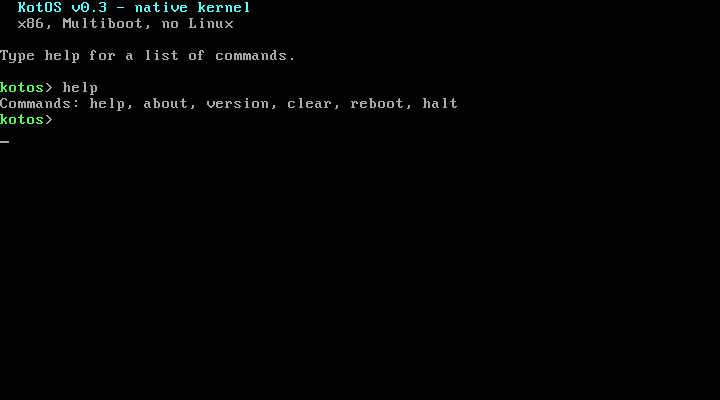 KotOS v0.3 - native kernel
x86, Multiboot, no Linux
Type help for a list of commands.
kotos> help
Commands: help, about, version, clear, reboot, halt
kotos>